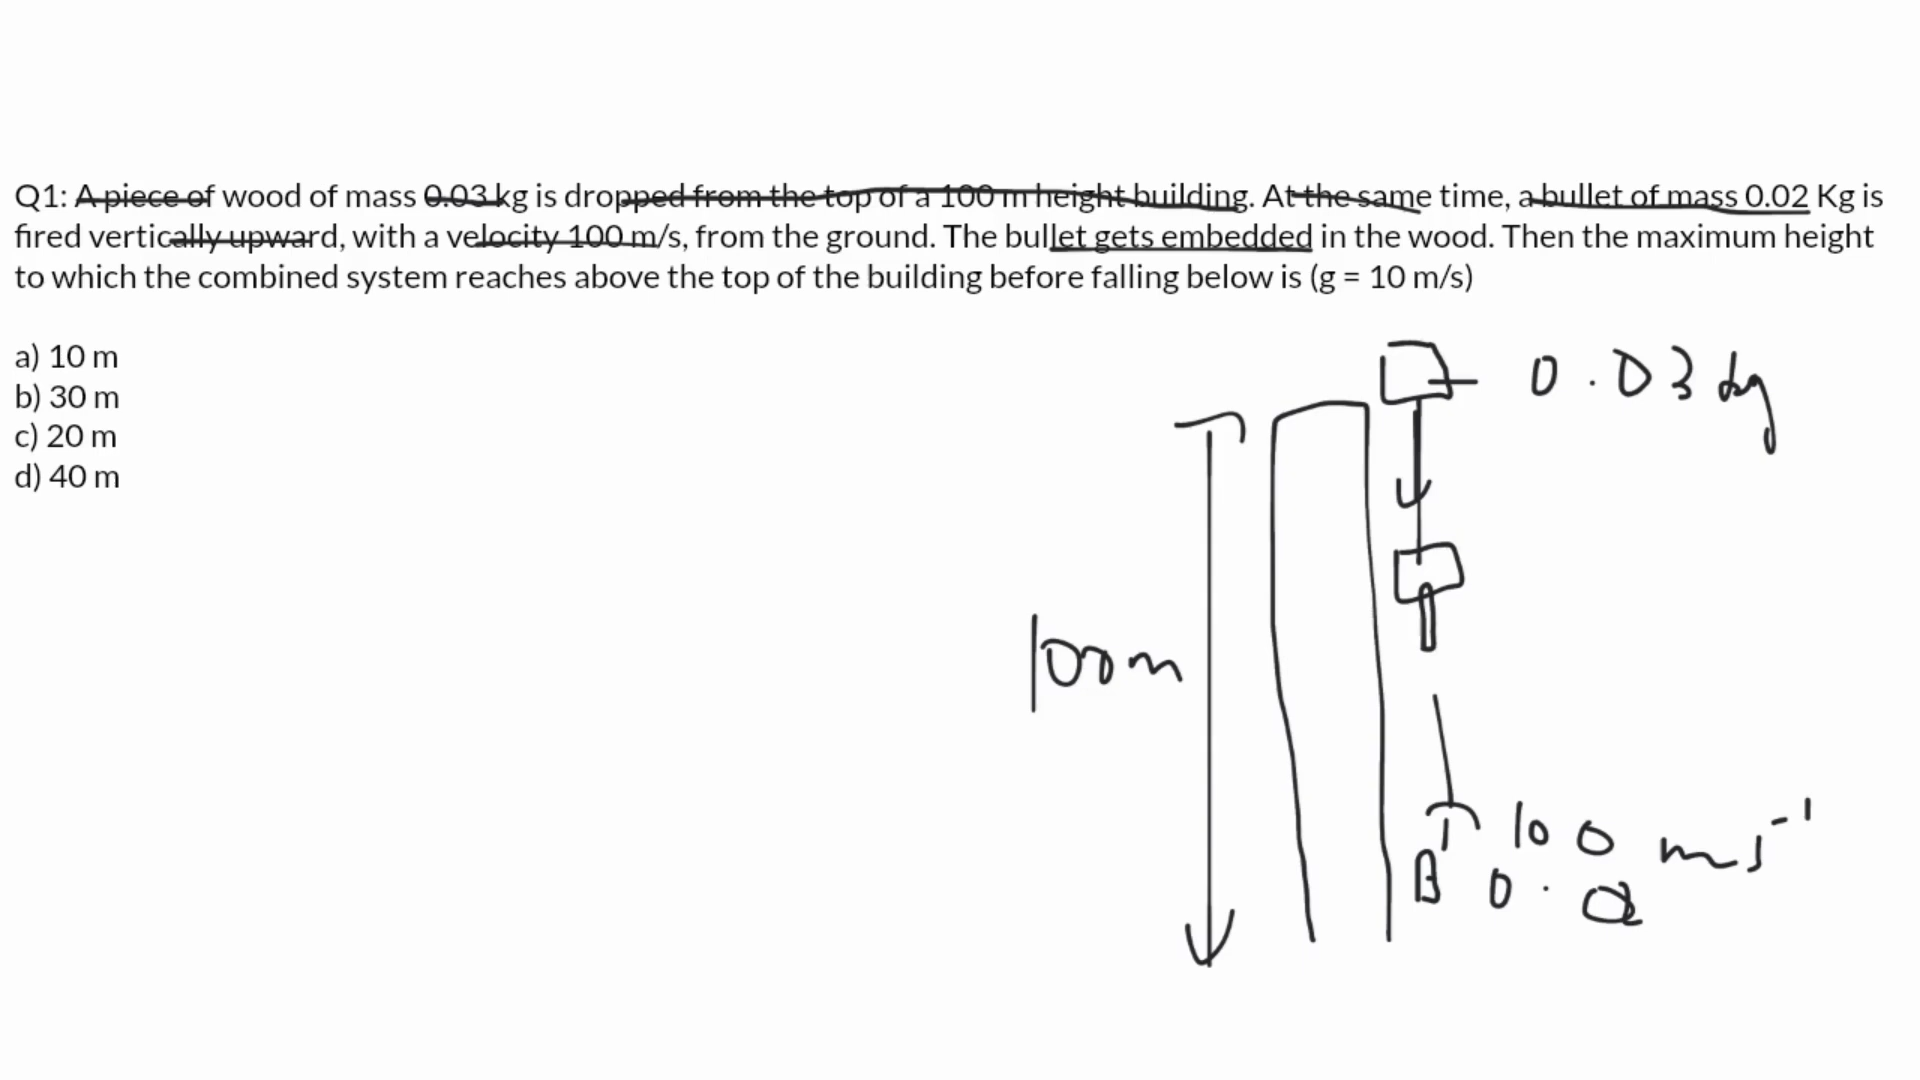 Q1: A piece of wood of mass 0.03 kg is dropped from the top of a 100 m height building. At the same time, a bullet of mass 0.02 Kg is
fired vertically upward, with a velocity 100 m/s, from the ground. The bullet gets embedded in the wood. Then the maximum height
to which the combined system reaches above the top of the building before falling below is (g = 10 m/s)
a) 10 m
b) 30 m
c) 20 m
d) 40 m
0.03 kg
100m
100 ms⁻¹
0.02